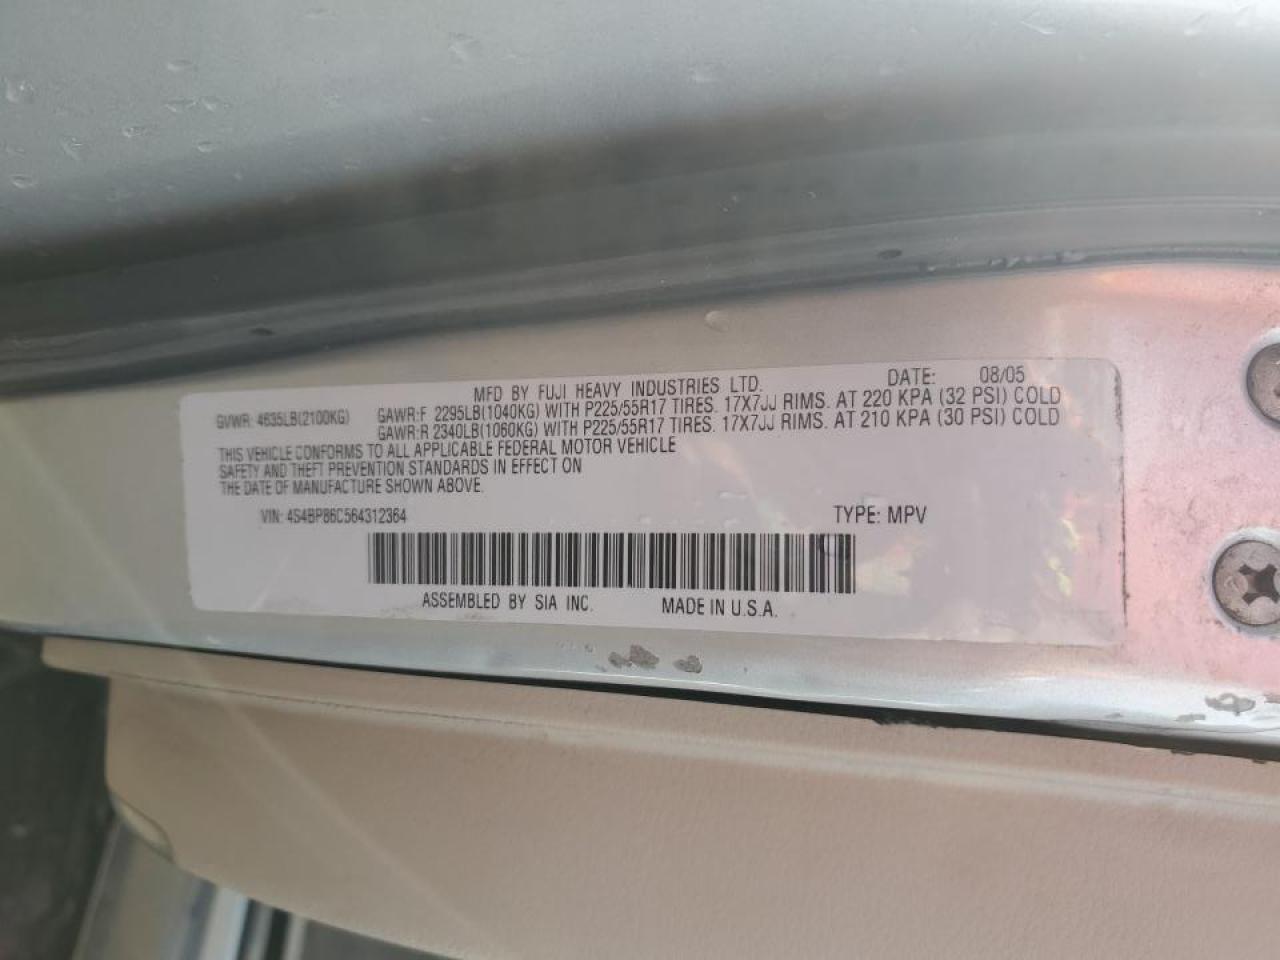 MFD BY FUJI HEAVY INDUSTRIES LTD. DATE: 08/05
GVWR: 4635LB(2100KG) GAWR:F 2295LB(1040KG) WITH P225/55R17 TIRES. 17X7JJ RIMS. AT 220 KPA (32 PSI) COLD
GAWR:R 2340LB(1060KG) WITH P225/55R17 TIRES. 17X7JJ RIMS. AT 210 KPA (30 PSI) COLD
THIS VEHICLE CONFORMS TO ALL APPLICABLE FEDERAL MOTOR VEHICLE
SAFETY AND THEFT PREVENTION STANDARDS IN EFFECT ON
THE DATE OF MANUFACTURE SHOWN ABOVE.
VIN: 4S4BP86C564312364 TYPE: MPV
ASSEMBLED BY SIA INC. MADE IN U.S.A.